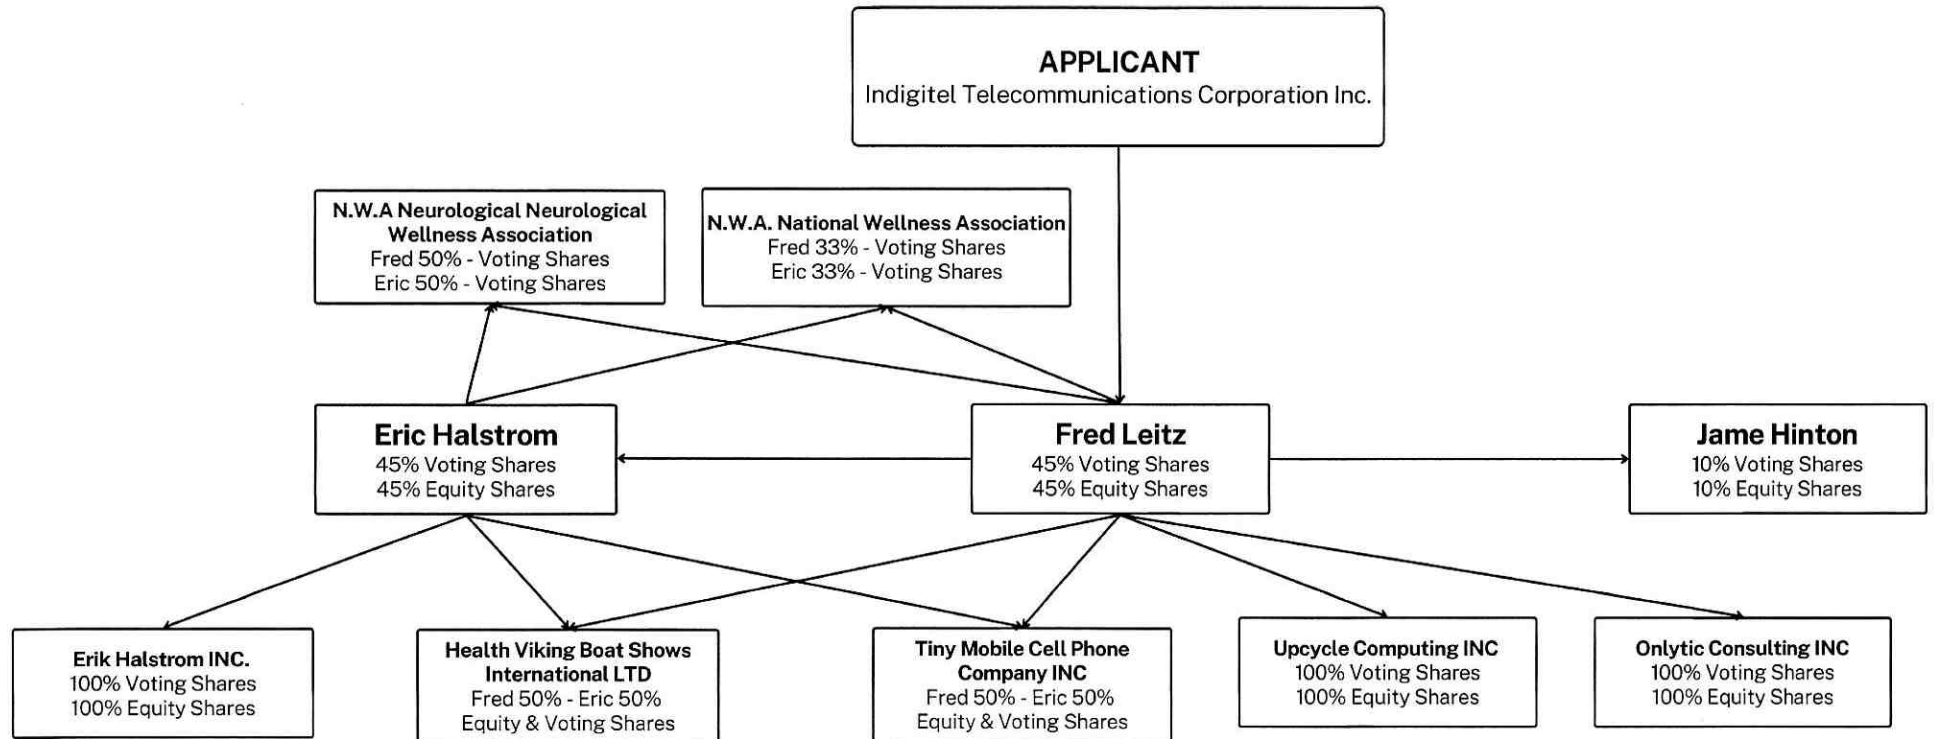 APPLICANT
Indigitel Telecommunications Corporation Inc.
N.W.A Neurological Neurological
Wellness Association
Fred 50% - Voting Shares
Eric 50% - Voting Shares
N.W.A. National Wellness Association
Fred 33% - Voting Shares
Eric 33% - Voting Shares
Eric Halstrom
45% Voting Shares
45% Equity Shares
Fred Leitz
45% Voting Shares
45% Equity Shares
Jame Hinton
10% Voting Shares
10% Equity Shares
Erik Halstrom INC.
100% Voting Shares
100% Equity Shares
Health Viking Boat Shows
International LTD
Fred 50% - Eric 50%
Equity & Voting Shares
Tiny Mobile Cell Phone
Company INC
Fred 50% - Eric 50%
Equity & Voting Shares
Upcycle Computing INC
100% Voting Shares
100% Equity Shares
Onlytic Consulting INC
100% Voting Shares
100% Equity Shares